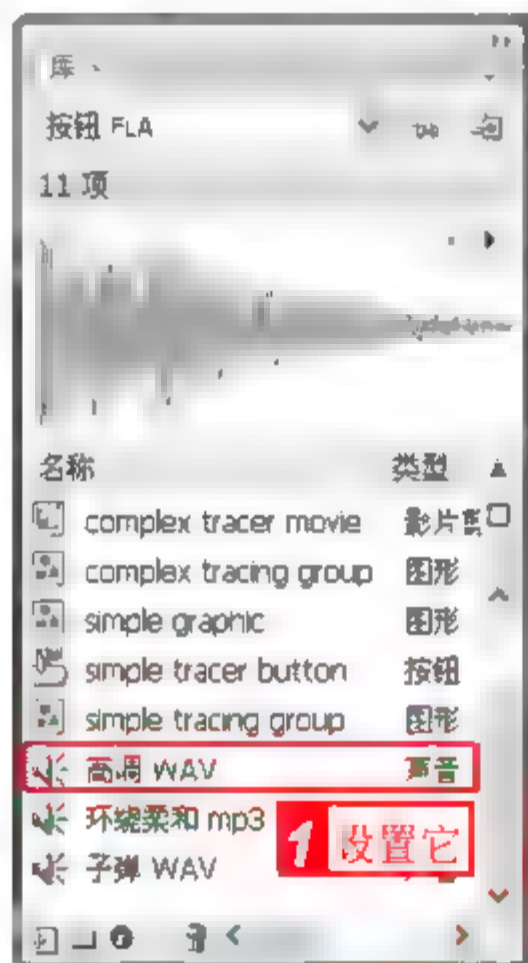 库
按钮 FLA
11 项
名称 类型
complex tracer movie 影片剪
complex tracing group 图形
simple graphic 图形
simple tracer button 按钮
simple tracing group 图形
高调 WAV 声音
环绕柔和 mp3
1 设置它
子弹 WAV